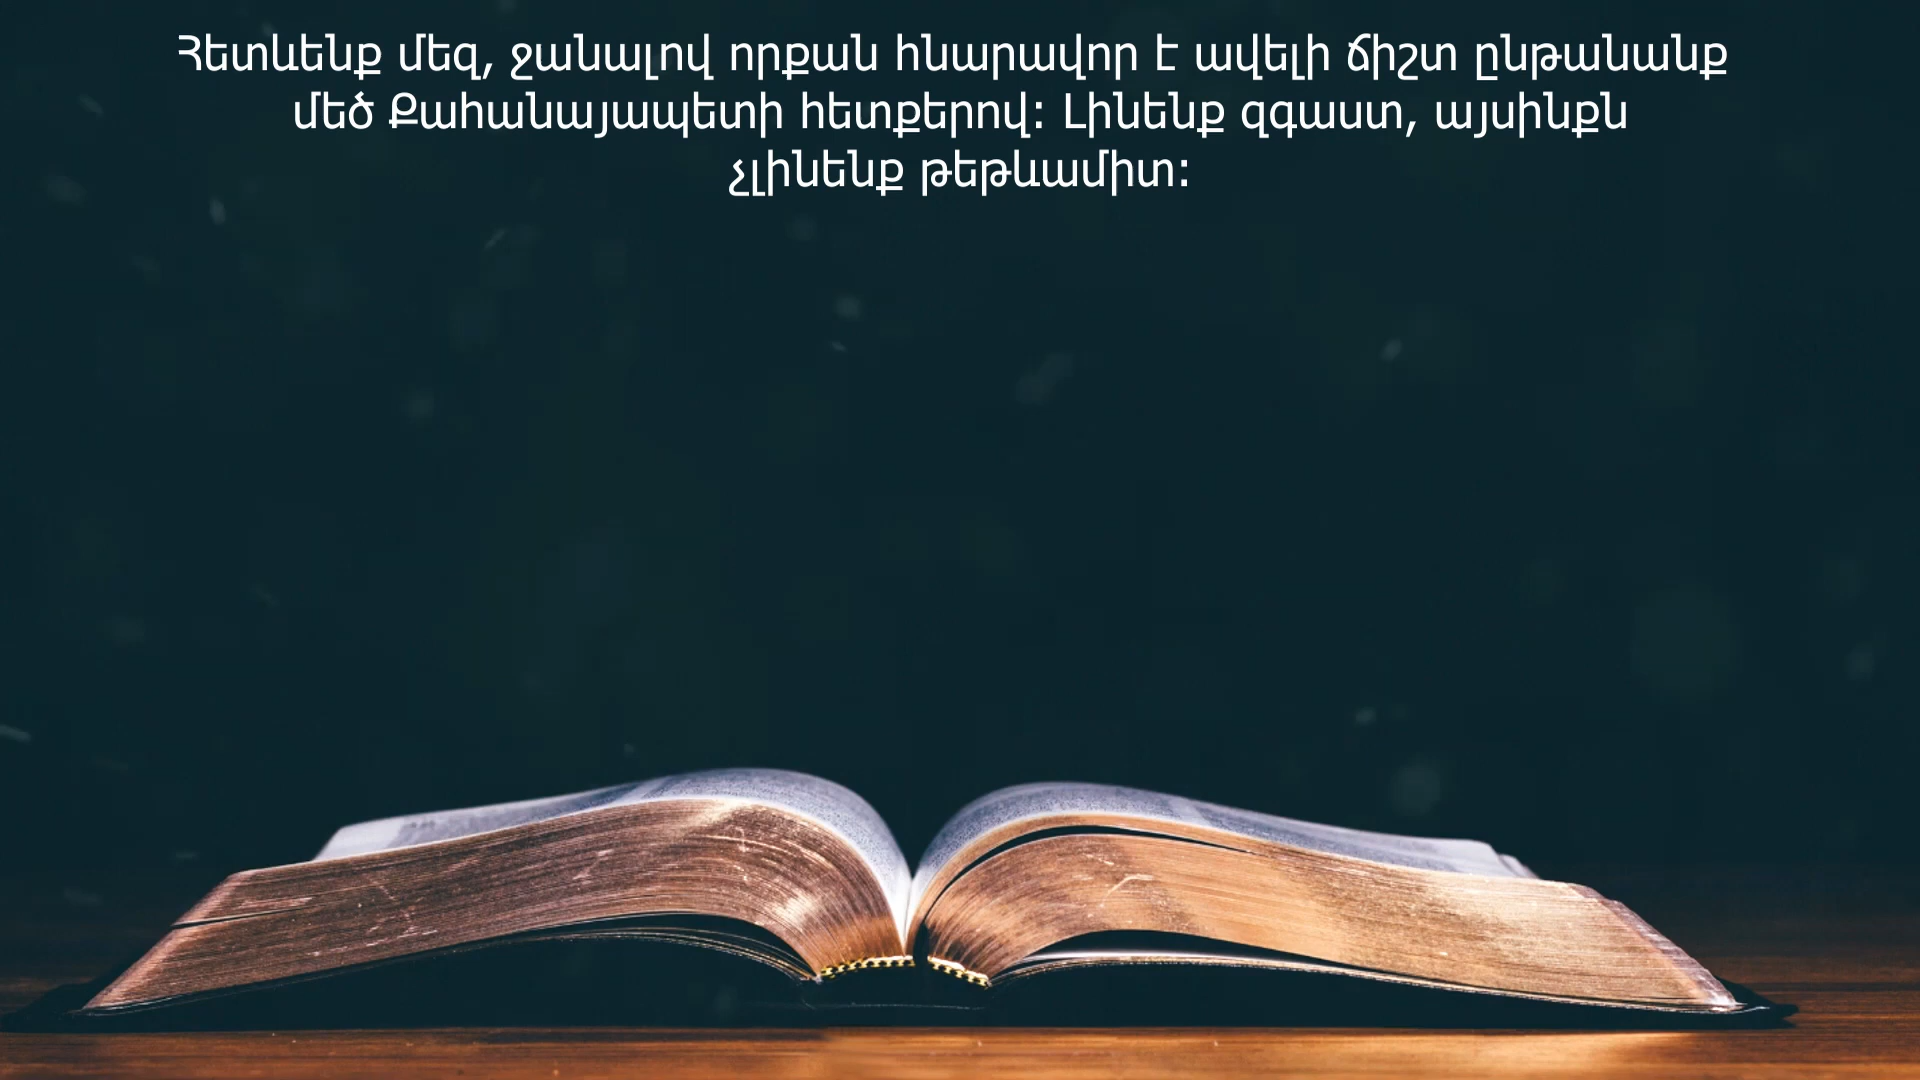 Հետևենք մեզ, ջանալով որքան հնարավոր է ավելի ճիշտ ընթանանք
մեծ Քահանայապետի հետքերով: Լինենք զգաստ, այսինքն
չլինենք թեթևամիտ: